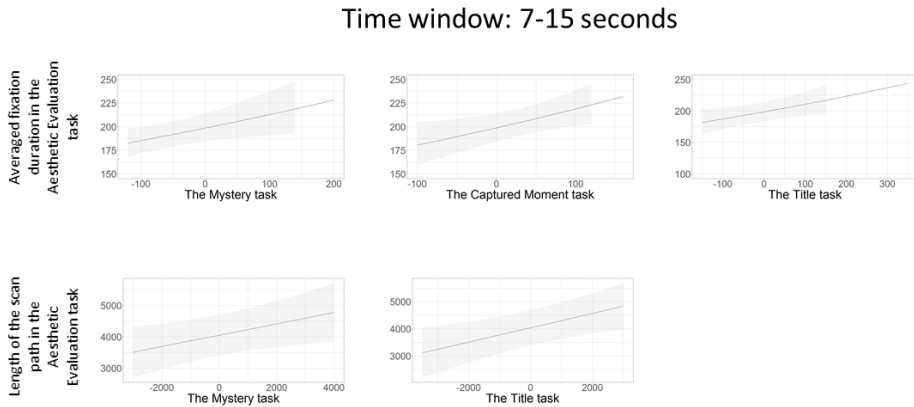 Time window: 7-15 seconds
Averaged fixation
duration in the
Aesthetic Evaluation
task
250
225
200
175
150
-100 0 100 200
The Mystery task
250
225
200
175
150
-100 0 100
The Captured Moment task
250
200
150
100
-100 0 100 200 300
The Title task
Length of the scan
path in the
Aesthetic
Evaluation task
5000
4000
3000
-2000 0 2000 4000
The Mystery task
5000
4000
3000
-2000 0 2000
The Title task